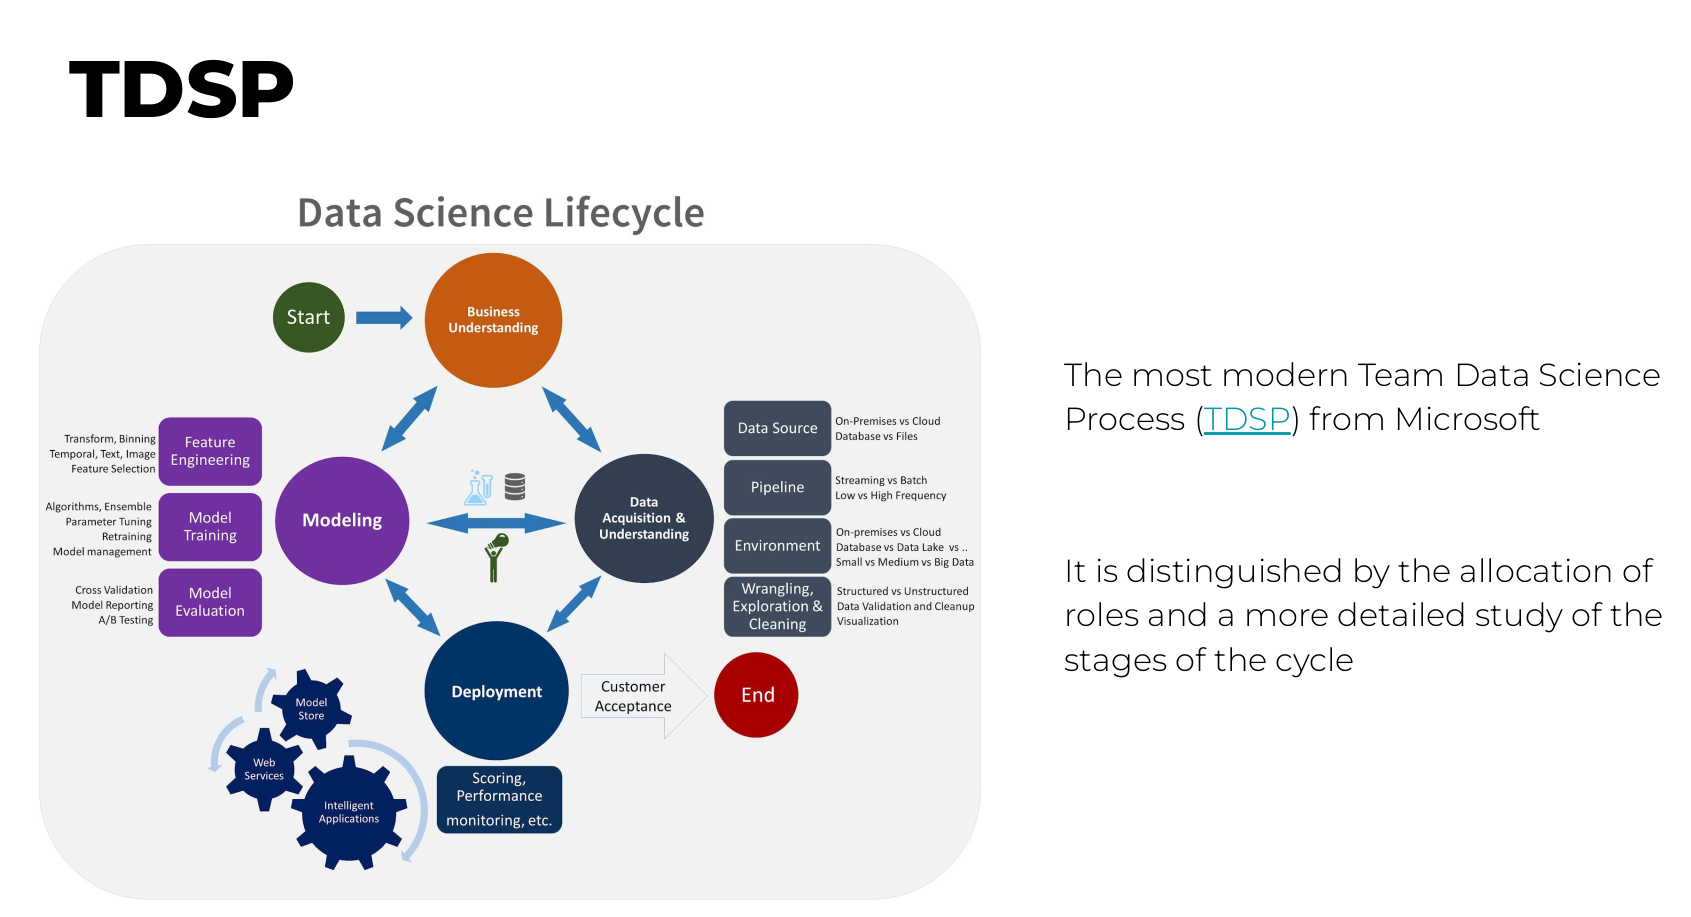 TDSP
Data Science Lifecycle
Start
Business
Understanding
Transform, Binning
Temporal, Text, Image
Feature Selection
Feature
Engineering
Algorithms, Ensemble
Parameter Tuning
Retraining
Model management
Model
Training
Cross Validation
Model Reporting
A/B Testing
Model
Evaluation
Modeling
Data
Acquisition &
Understanding
Data Source
On-Premises vs Cloud
Database vs Files
Pipeline
Streaming vs Batch
Low vs High Frequency
Environment
On-premises vs Cloud
Database vs Data Lake vs ..
Small vs Medium vs Big Data
Wrangling,
Exploration &
Cleaning
Structured vs Unstructured
Data Validation and Cleanup
Visualization
Deployment
Customer
Acceptance
End
Model
Store
Web
Services
Intelligent
Applications
Scoring,
Performance
monitoring, etc.
The most modern Team Data Science
Process (TDSP) from Microsoft
It is distinguished by the allocation of
roles and a more detailed study of the
stages of the cycle